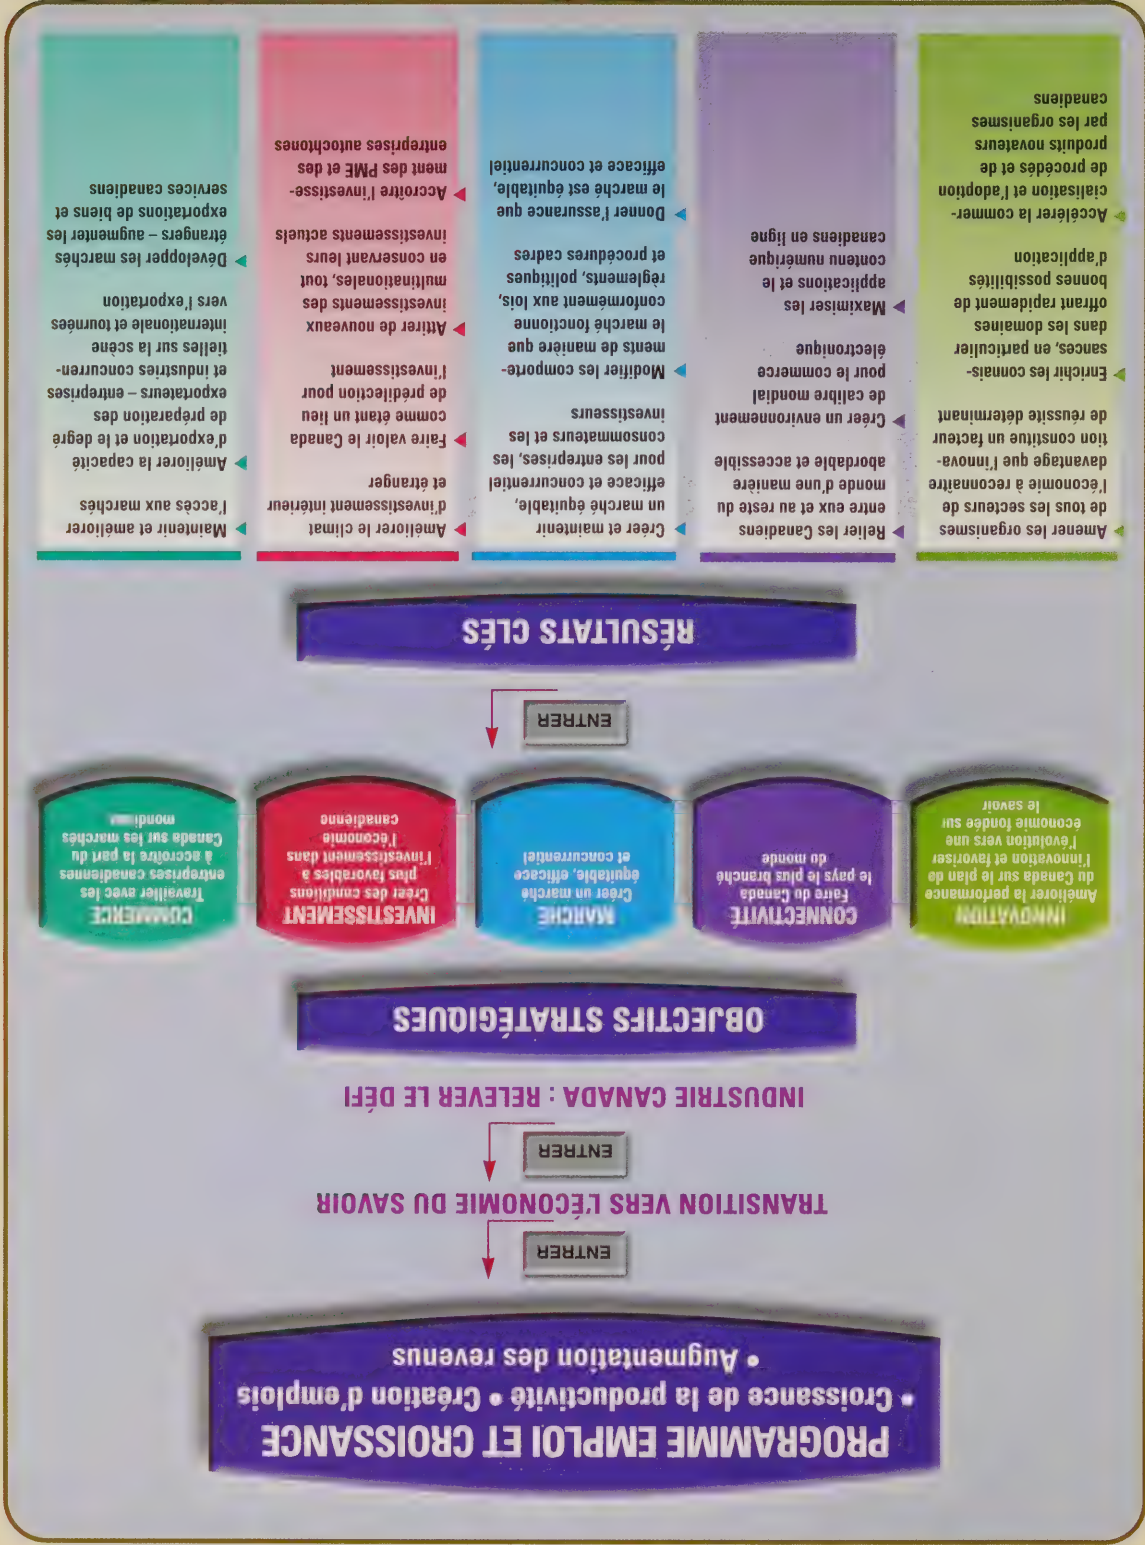 PROGRAMME EMPLOI ET CROISSANCE
• Croissance de la productivité • Création d'emplois
• Augmentation des revenus
ENTRER
TRANSITION VERS L'ÉCONOMIE DU SAVOIR
ENTRER
INDUSTRIE CANADA : RELEVER LE DÉFI
OBJECTIFS STRATÉGIQUES
INNOVATION
Améliorer la performance
du Canada sur le plan de
l'innovation et favoriser
l'évolution vers une
économie fondée sur
le savoir
CONNECTIVITÉ
Faire du Canada
le pays le plus branché
du monde
MARCHÉ
Créer un marché
équitable, efficace
et concurrentiel
INVESTISSEMENT
Créer des conditions
plus favorables à
l'investissement dans
l'économie
canadienne
COMMERCE
Travailler avec les
entreprises canadiennes
à accroître la part du
Canada sur les marchés
mondiaux
ENTRER
RÉSULTATS CLÉS
Amener les organismes
de tous les secteurs de
l'économie à reconnaître
davantage que l'innova-
tion constitue un facteur
de réussite déterminant
Enrichir les connais-
sances, en particulier
dans les domaines
offrant rapidement de
bonnes possibilités
d'application
Accélérer la commer-
cialisation et l'adoption
de procédés et de
produits novateurs
par les organismes
canadiens
Relier les Canadiens
entre eux et au reste du
monde d'une manière
abordable et accessible
Créer un environnement
de calibre mondial
pour le commerce
électronique
Maximiser les
applications et le
contenu numérique
canadiens en ligne
Créer et maintenir
un marché équitable,
efficace et concurrentiel
pour les entreprises, les
consommateurs et les
investisseurs
Modifier les comporte-
ments de manière que
le marché fonctionne
conformément aux lois,
règlements, politiques
et procédures cadres
Donner l'assurance que
le marché est équitable,
efficace et concurrentiel
Améliorer le climat
d'investissement intérieur
et étranger
Faire valoir le Canada
comme étant un lieu
de prédilection pour
l'investissement
Attirer de nouveaux
investissements des
multinationales, tout
en conservant leurs
investissements actuels
Accroître l'investisse-
ment des PME et des
entreprises autochtones
Maintenir et améliorer
l'accès aux marchés
Améliorer la capacité
d'exportation et le degré
de préparation des
exportateurs – entreprises
et industries concurren-
tielles sur la scène
internationale et tournées
vers l'exportation
Développer les marchés
étrangers – augmenter les
exportations de biens et
services canadiens